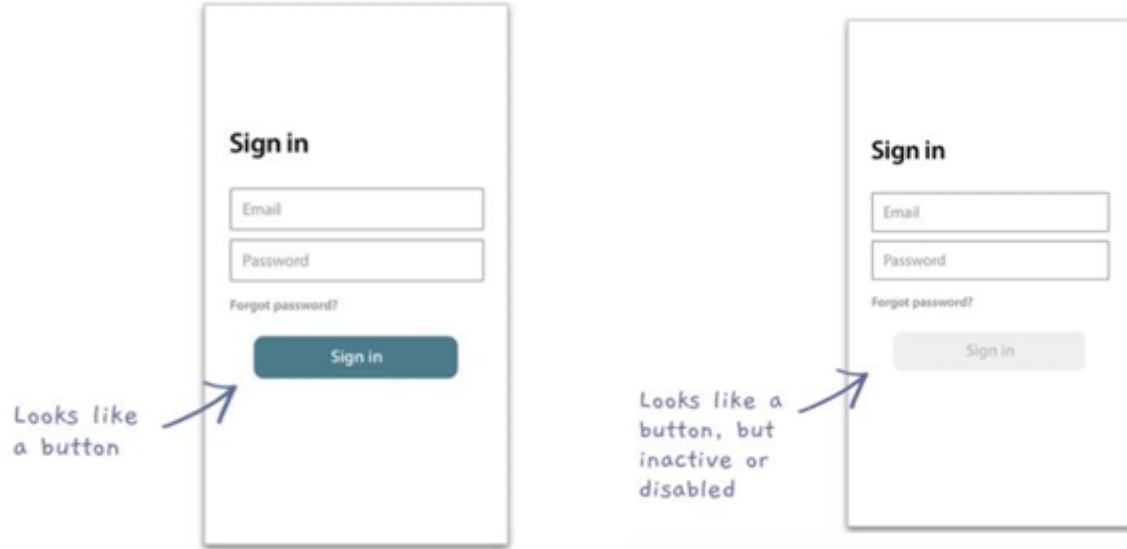 Sign in
Email
Password
Forgot password?
Sign in
Looks like
a button
Sign in
Email
Password
Forgot password?
Sign in
Looks like a
button, but
inactive or
disabled